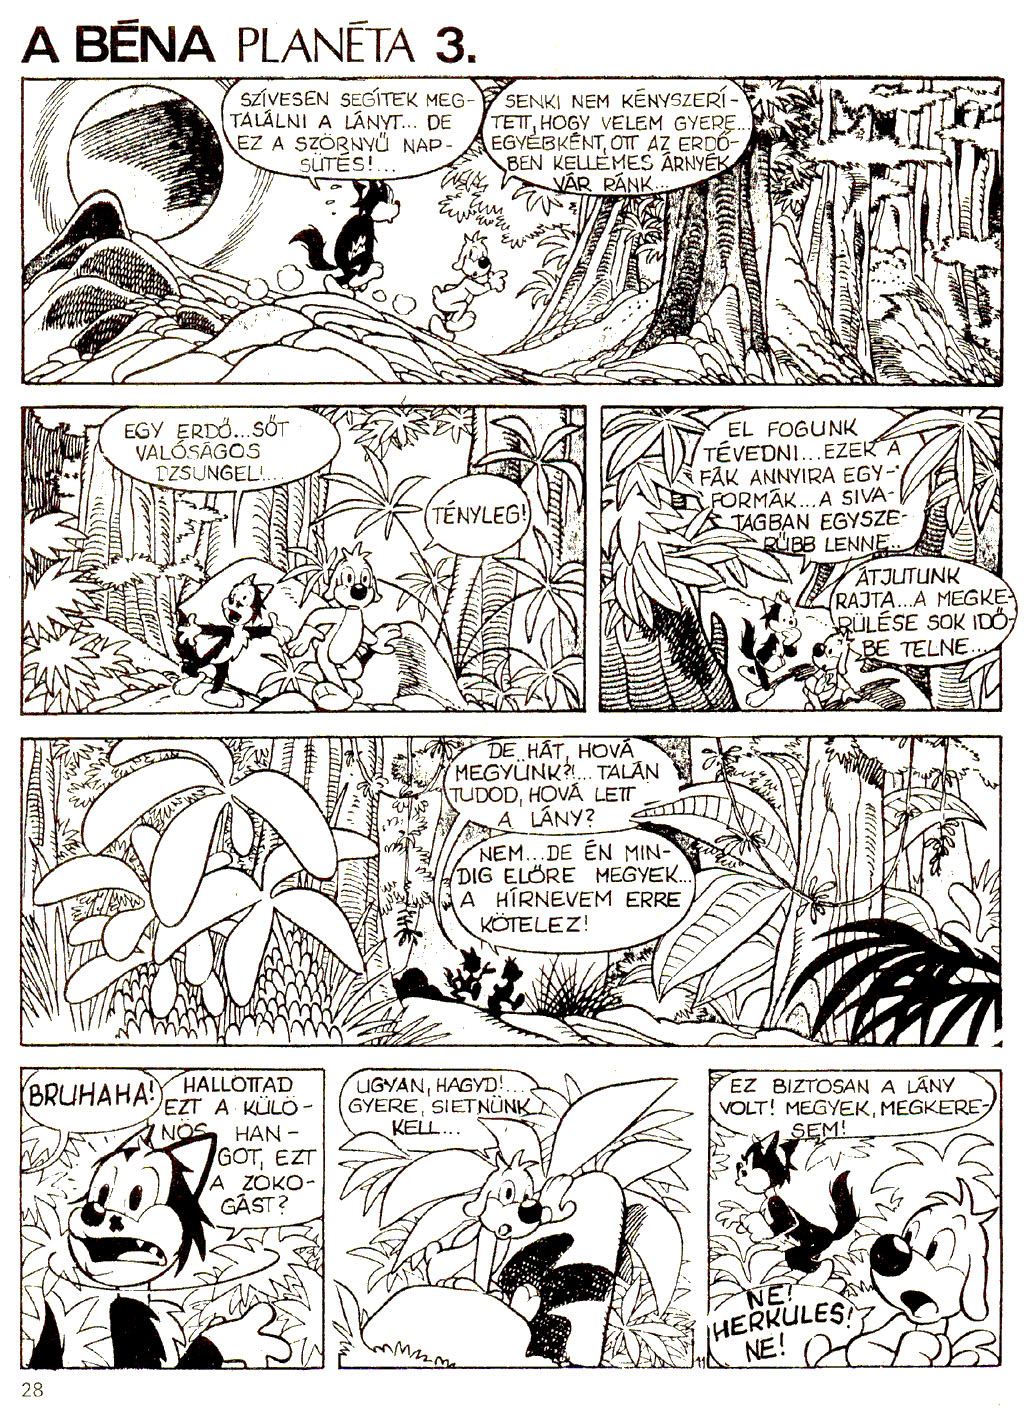 A BÉNA PLANÉTA 3.
SZÍVESEN SEGÍTEK MEG-
TALÁLNI A LÁNYT... DE
EZ A SZÖRNYŰ NAP-
SÜTÉS!....
SENKI NEM KÉNYSZERÍ-
TETT, HOGY VELEM GYERE...
EGYÉBKÉNT, OTT AZ ERDŐ-
BEN KELLEMES ÁRNYÉK
VÁR RÁNK...
EGY ERDŐ...SŐT
VALÓSÁGOS
DZSUNGEL!...
TÉNYLEG!
EL FOGUNK
TÉVEDNI...EZEK A
FÁK ANNYIRA EGY-
FORMÁK...A SIVA-
TAGBAN EGYSZE-
RŰBB LENNE..
ÁTJUTUNK
RAJTA...A MEGKE-
RÜLÉSE SOK IDŐ-
BE TELNE...
DE HÁT, HOVÁ
MEGYÜNK?!...TALÁN
TUDOD, HOVÁ LETT
A LÁNY?
NEM...DE ÉN MIN-
DIG ELŐRE MEGYEK...
A HÍRNEVEM ERRE
KÖTELEZ!
BRUHAHA!
HALLOTTAD
EZT A KÜLÖ-
NÖS HAN-
GOT, EZT
A ZOKO-
GÁST?
UGYAN, HAGYD!....
GYERE, SIETNÜNK
KELL...
11
EZ BIZTOSAN A LÁNY
VOLT! MEGYEK, MEGKERE-
SEM!
NE!
HERKULES!
NE!
28